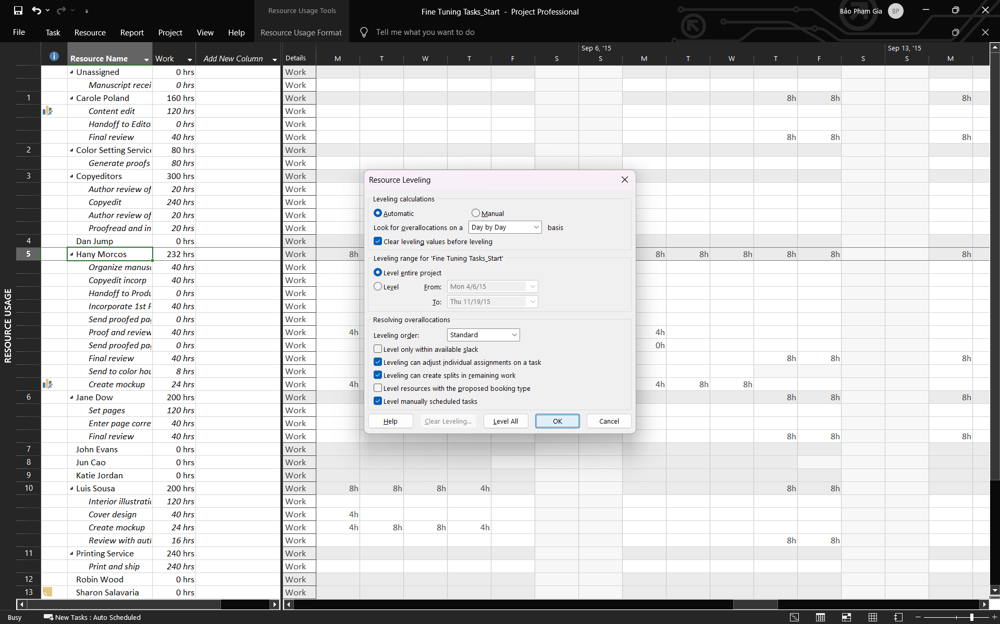 Resource Usage Tools
Fine Tuning Tasks_Start - Project Professional
Bảo Phạm Gia BP
File Task Resource Report Project View Help Resource Usage Format Tell me what you want to do
Resource Name Work Add New Column Details
Sep 6, '15 Sep 13, '15
M T W T F S S M T W T F S S M
Unassigned 0 hrs Work
Manuscript recei 0 hrs Work
1 Carole Poland 160 hrs Work 8h 8h 8h
Content edit 120 hrs Work
Handoff to Edito 0 hrs Work
Final review 40 hrs Work 8h 8h 8h
2 Color Setting Service 80 hrs Work
Generate proofs 80 hrs Work
3 Copyeditors 300 hrs Work
Author review of 20 hrs Work
Copyedit 240 hrs Work
Author review of 20 hrs Work
Proofread and in 20 hrs Work
4 Dan Jump 0 hrs Work
5 Hany Morcos 232 hrs Work 8h 8h 8h 8h 8h 8h 8h
Organize manusc 40 hrs Work
Copyedit incorp 40 hrs Work
Handoff to Produ 0 hrs Work
Incorporate 1st P 40 hrs Work
Send proofed pag 0 hrs Work
Proof and review 40 hrs Work 4h 4h
Send proofed pag 0 hrs Work 0h
Final review 40 hrs Work 8h 8h 8h
Send to color hou 8 hrs Work
Create mockup 24 hrs Work 4h 4h 8h 8h
6 Jane Dow 200 hrs Work 8h 8h 8h
Set pages 120 hrs Work
Enter page corre 40 hrs Work
Final review 40 hrs Work 8h 8h 8h
7 John Evans 0 hrs Work
8 Jun Cao 0 hrs Work
9 Katie Jordan 0 hrs Work
10 Luis Sousa 200 hrs Work 8h 8h 8h 4h 8h 8h
Interior illustratio 120 hrs Work
Cover design 40 hrs Work 4h
Create mockup 24 hrs Work 4h 8h 8h 4h
Review with auth 16 hrs Work 8h 8h
11 Printing Service 240 hrs Work
Print and ship 240 hrs Work
12 Robin Wood 0 hrs Work
13 Sharon Salavaria 0 hrs Work
RESOURCE USAGE
Resource Leveling
Leveling calculations
Automatic Manual
Look for overallocations on a Day by Day basis
Clear leveling values before leveling
Leveling range for 'Fine Tuning Tasks_Start'
Level entire project
Level From: Mon 4/6/15
To: Thu 11/19/15
Resolving overallocations
Leveling order: Standard
Level only within available slack
Leveling can adjust individual assignments on a task
Leveling can create splits in remaining work
Level resources with the proposed booking type
Level manually scheduled tasks
Help Clear Leveling... Level All OK Cancel
Busy New Tasks : Auto Scheduled